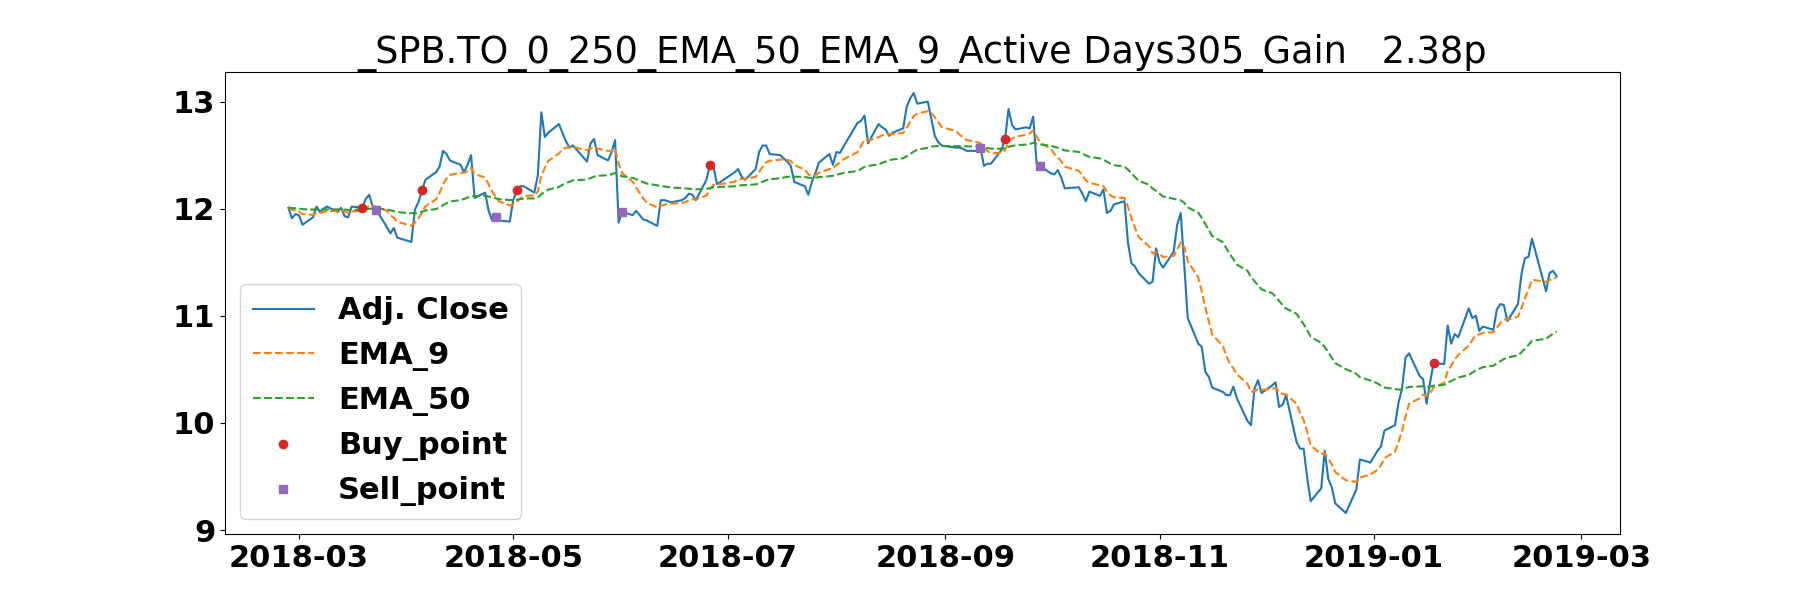 _SPB.TO_0_250_EMA_50_EMA_9_Active Days305_Gain   2.38p
13
12
11
10
9
Adj. Close
EMA_9
EMA_50
Buy_point
Sell_point
2018-03 2018-05 2018-07 2018-09 2018-11 2019-01 2019-03